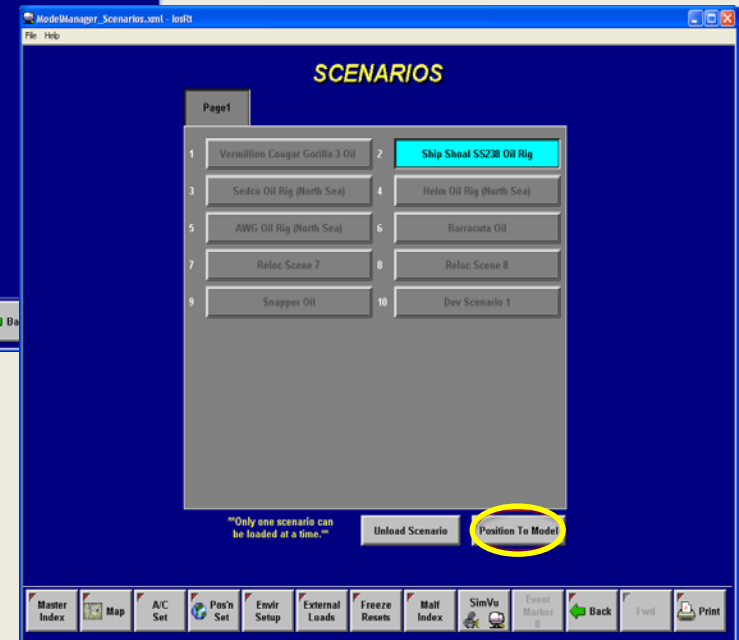 ModelManager_Scenarios.xml - IosRt
File Help
SCENARIOS
Page1
1 Vermillion Cougar Gorilla 3 Oil 2 Ship Shoal SS238 Oil Rig
3 Sedco Oil Rig (North Sea) 4 Helm Oil Rig (North Sea)
5 AWG Oil Rig (North Sea) 6 Barracuta Oil
7 Reloc Scene 7 8 Reloc Scene 8
9 Snapper Oil 10 Dev Scenario 1
Ba
**Only one scenario can
be loaded at a time.**
Unload Scenario Position To Model
Master Index Map A/C Set Pos'n Set Envir Setup External Loads Freeze Resets Malf Index SimVu Event Marker 0 Back Fwd Print